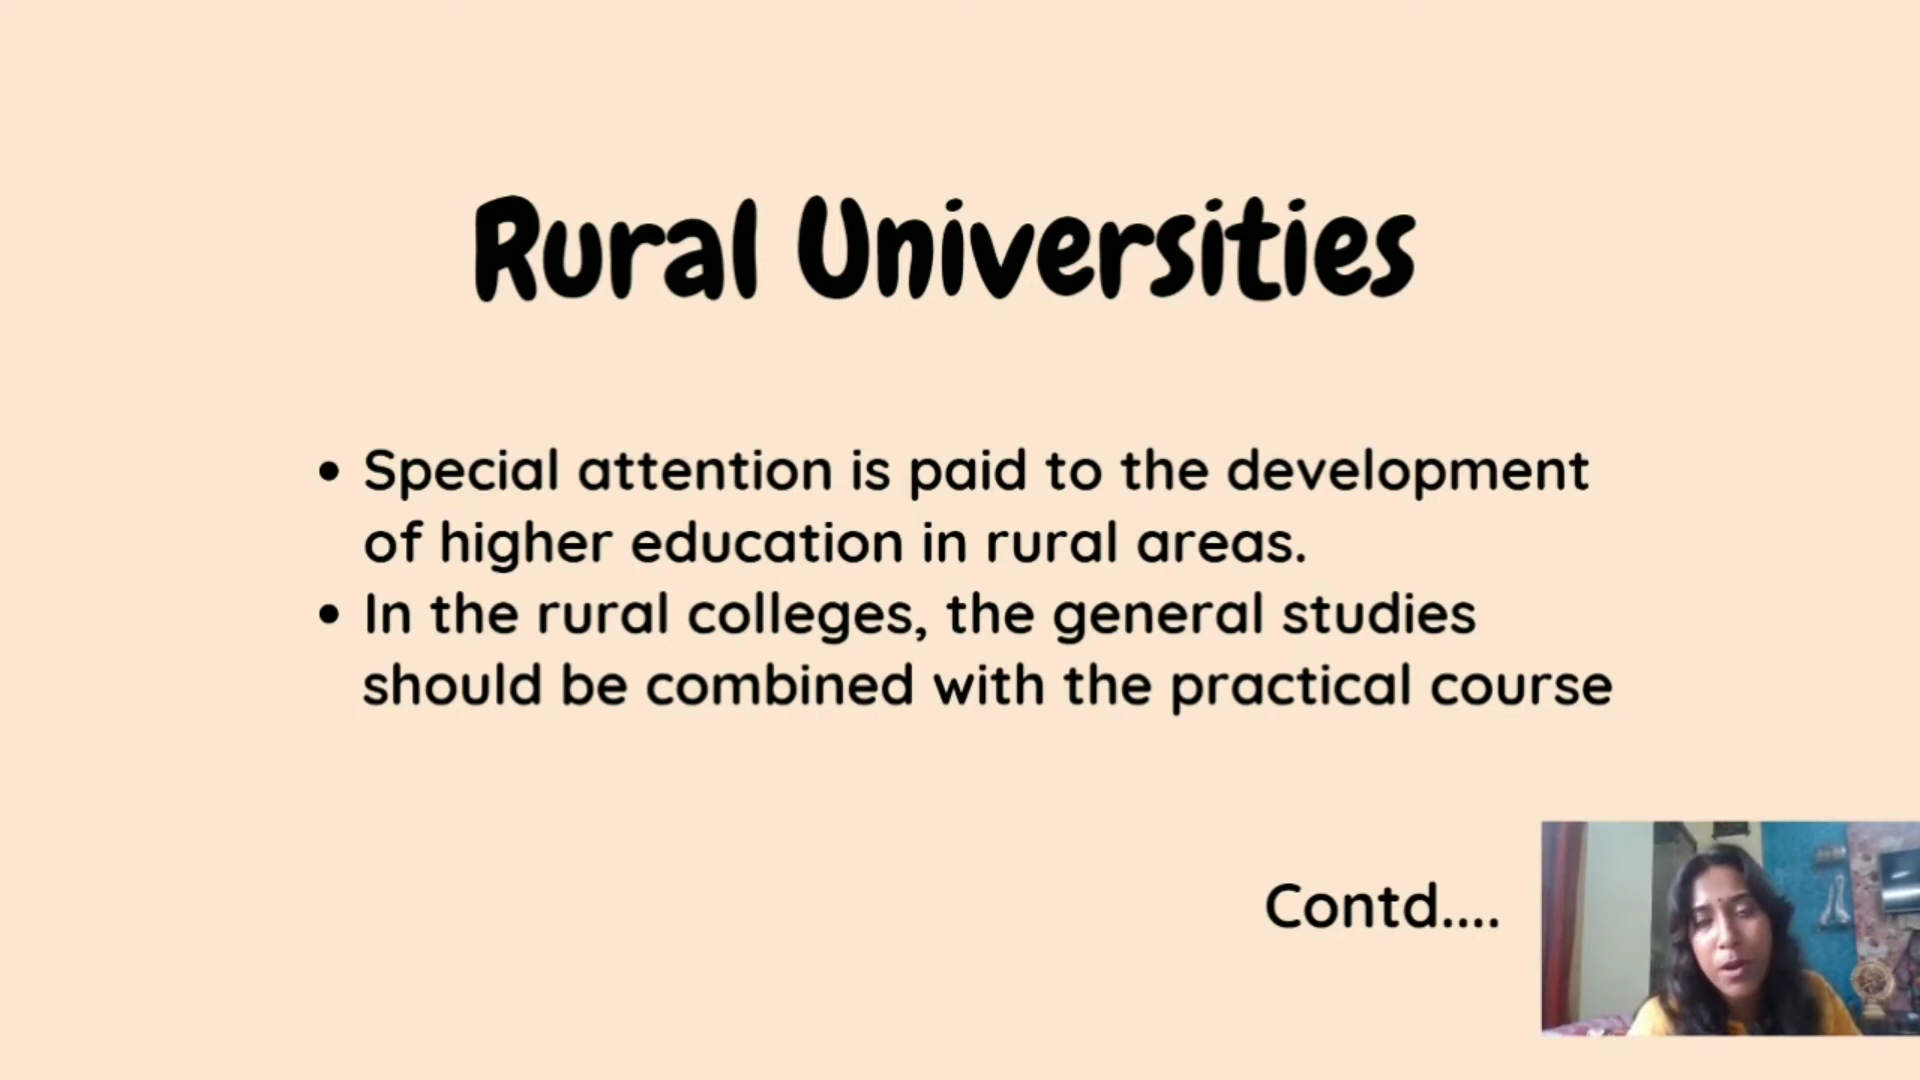 Rural Universities
• Special attention is paid to the development
of higher education in rural areas.
• In the rural colleges, the general studies
should be combined with the practical course
Contd....